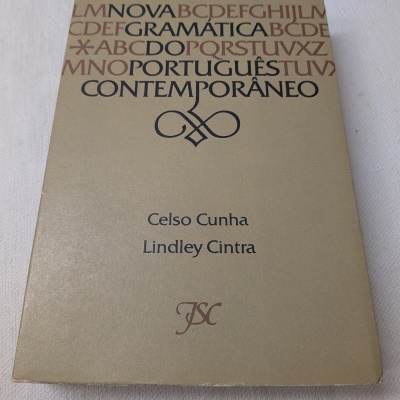 LMNOVABCDEFGHIJLM
CDEFGRAMÁTICABCDE
*ABCDOPQRSTUVXZ
MNOPORTUGUÊSTUVX
CONTEMPORÂNEO
Celso Cunha
Lindley Cintra
JSC